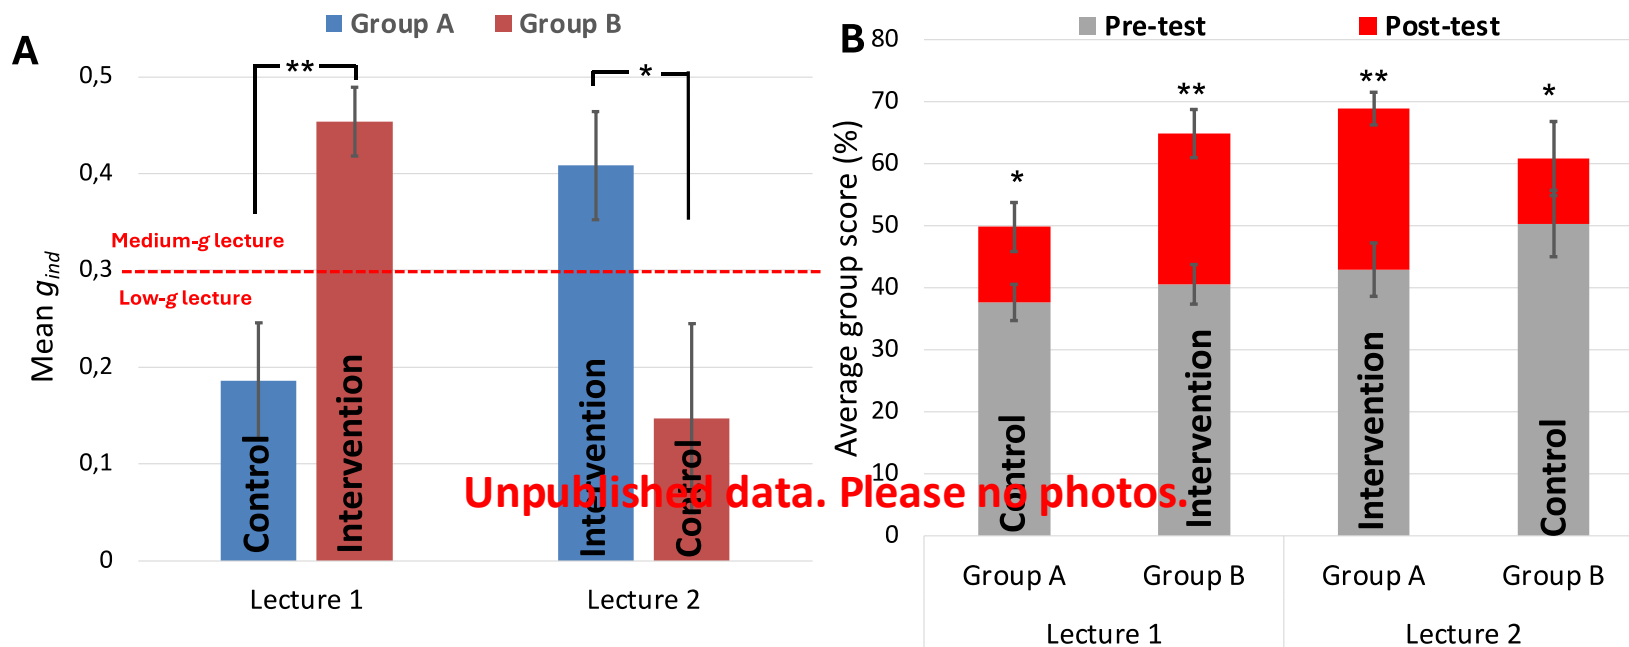 A
Group A
Group B
0,5
0,4
0,3
0,2
0,1
0
Mean g_ind
**
*
Medium-g lecture
Low-g lecture
Control
Intervention
Intervention
Control
Lecture 1
Lecture 2
B
Pre-test
Post-test
80
70
60
50
40
30
20
10
0
Average group score (%)
*
**
**
*
Control
Intervention
Intervention
Control
Group A
Group B
Group A
Group B
Lecture 1
Lecture 2
Unpublished data. Please no photos.